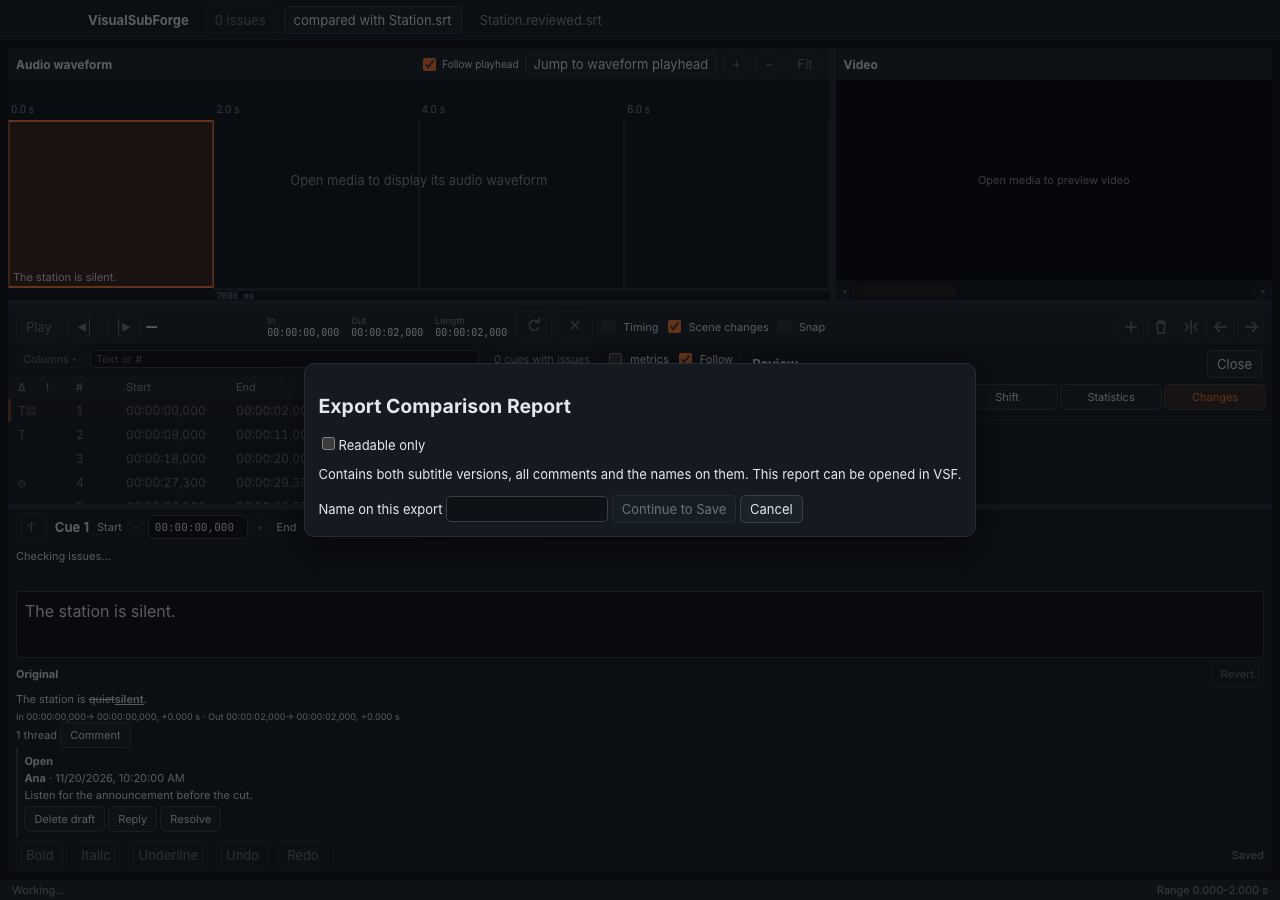 VisualSubForge 0 issues compared with Station.srt Station.reviewed.srt
Audio waveform Follow playhead Jump to waveform playhead + − Fit Video
0.0 s 2.0 s 4.0 s 6.0 s
Open media to display its audio waveform
Open media to preview video
The station is silent.
7000 ms
Play In Out Length
00:00:00,000 00:00:02,000 00:00:02,000 Timing Scene changes Snap
Columns Text or # 0 cues with issues metrics Follow Review Close
Δ ! # Start End Shift Statistics Changes
T 1 00:00:00,000
T 2 00:00:09,000
3 00:00:18,000
4 00:00:27,300
Export Comparison Report
Readable only
Contains both subtitle versions, all comments and the names on them. This report can be opened in VSF.
Name on this export Continue to Save Cancel
↑ Cue 1 Start − 00:00:00,000 + End
Checking issues...
The station is silent.
Original Revert
The station is quietsilent.
In 00:00:00,000→ 00:00:00,000, +0.000 s · Out 00:00:02,000→ 00:00:02,000, +0.000 s
1 thread Comment
Open
Ana · 11/20/2026, 10:20:00 AM
Listen for the announcement before the cut.
Delete draft Reply Resolve
Bold Italic Underline Undo Redo Saved
Working... Range 0.000–2.000 s